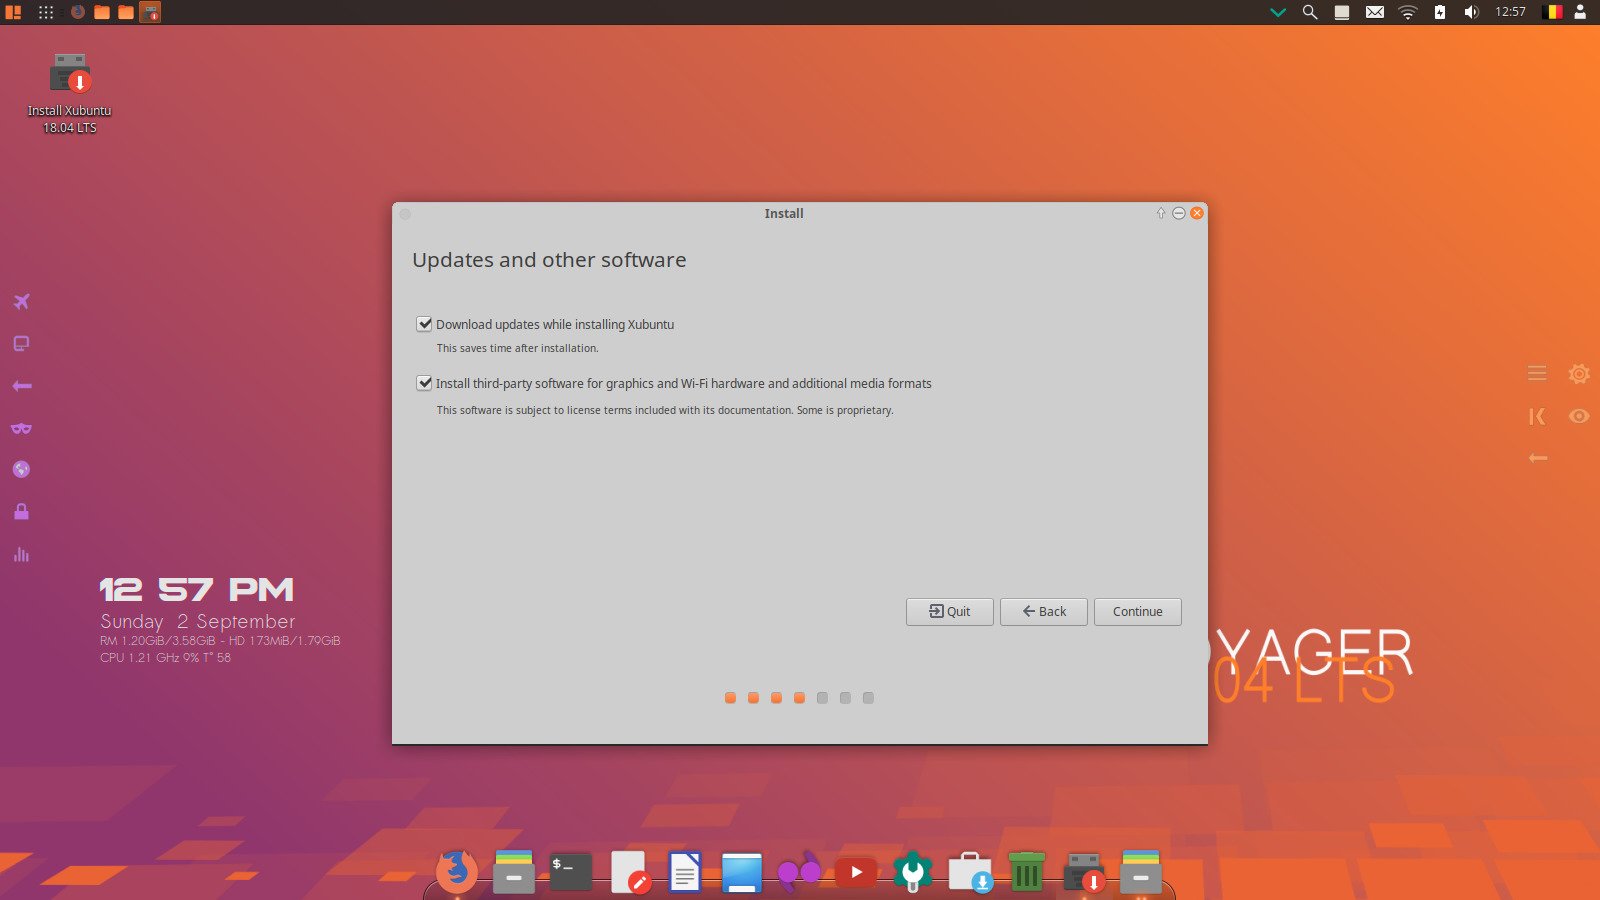 12:57
Install Xubuntu
18.04 LTS
Install
Updates and other software
Download updates while installing Xubuntu
This saves time after installation.
Install third-party software for graphics and Wi-Fi hardware and additional media formats
This software is subject to license terms included with its documentation. Some is proprietary.
12 57 PM
Sunday 2 September
RM 1.20GiB/3.58GiB - HD 173MiB/1.79GiB
CPU 1.21 GHz 9% T° 58
Quit
Back
Continue
YAGER
04 LTS
$_